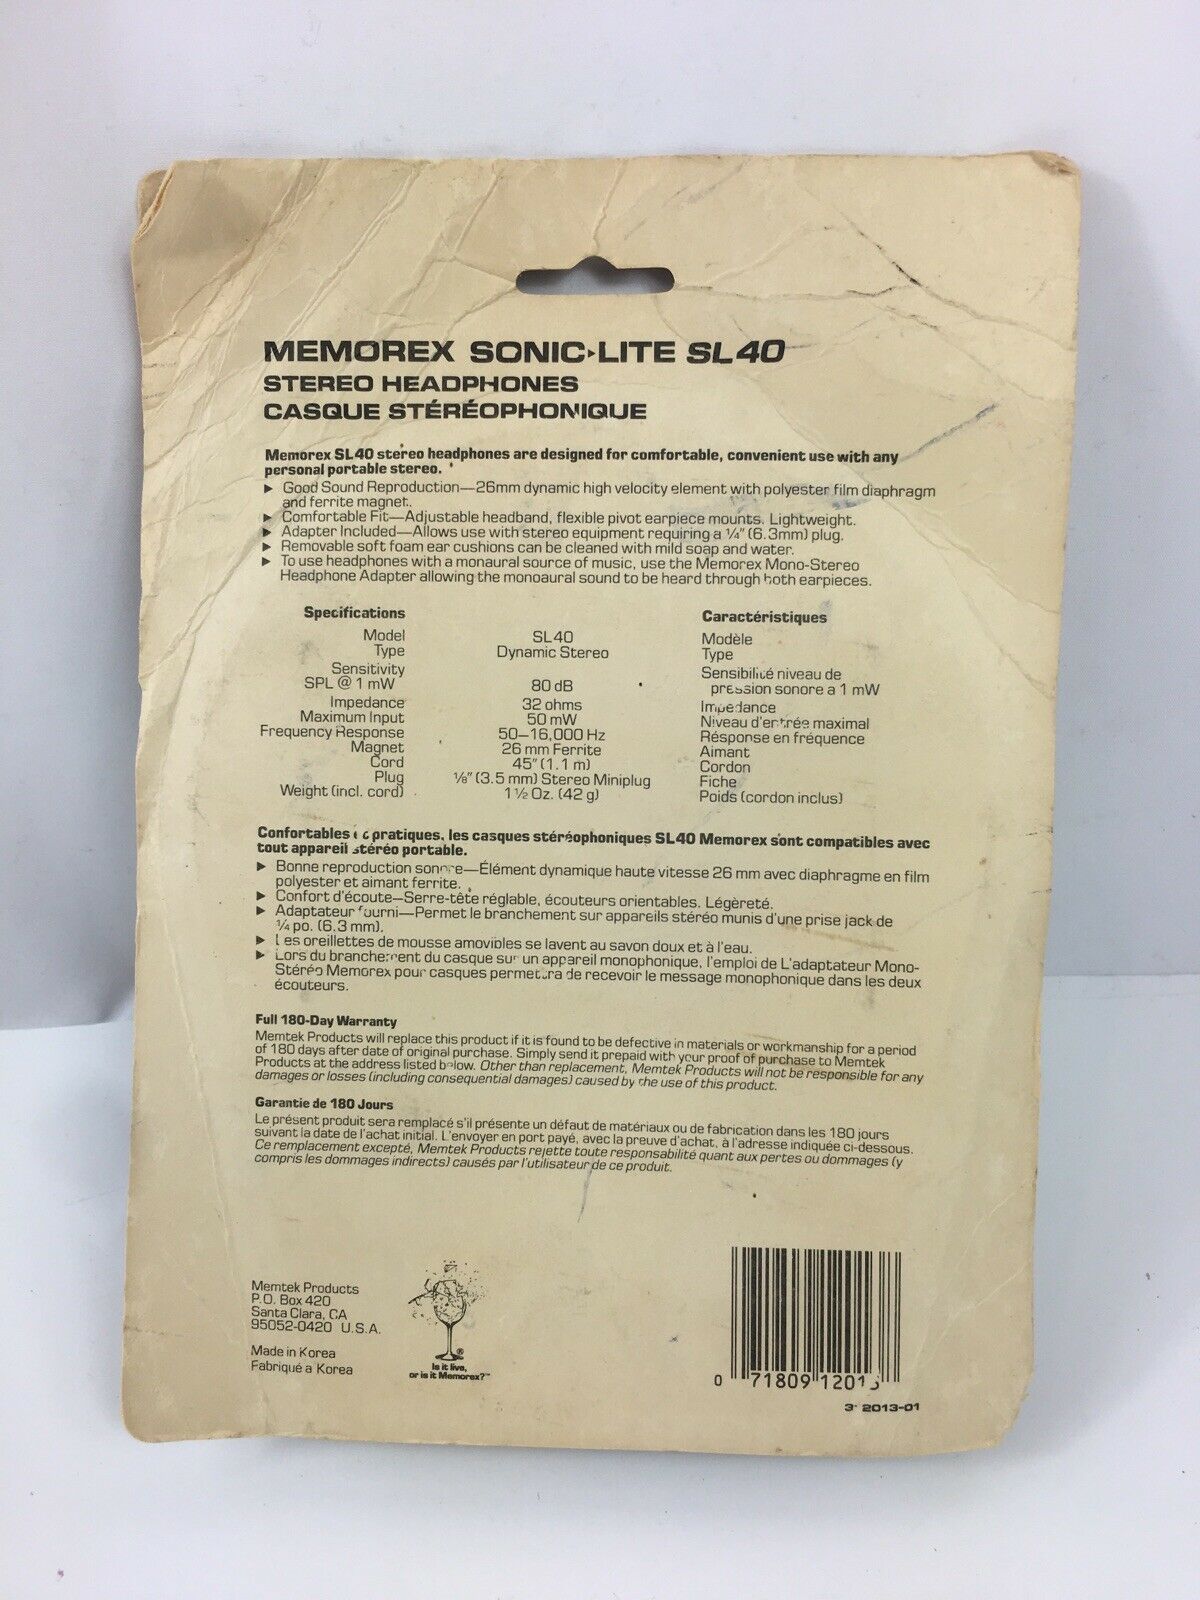 MEMOREX SONIC▸LITE SL40
STEREO HEADPHONES
CASQUE STÉRÉOPHONIQUE
Memorex SL40 stereo headphones are designed for comfortable, convenient use with any
personal portable stereo.
▸ Good Sound Reproduction—26mm dynamic high velocity element with polyester film diaphragm
and ferrite magnet.
▸ Comfortable Fit—Adjustable headband, flexible pivot earpiece mounts. Lightweight.
▸ Adapter Included—Allows use with stereo equipment requiring a ¼" (6.3mm) plug.
▸ Removable soft foam ear cushions can be cleaned with mild soap and water.
▸ To use headphones with a monaural source of music, use the Memorex Mono-Stereo
Headphone Adapter allowing the monoaural sound to be heard through both earpieces.
Specifications Caractéristiques
Model SL40 Modèle
Type Dynamic Stereo Type
Sensitivity Sensibilité niveau de
SPL @ 1 mW 80 dB pression sonore a 1 mW
Impedance 32 ohms Impedance
Maximum Input 50 mW Niveau d'entrée maximal
Frequency Response 50–16,000 Hz Résponse en fréquence
Magnet 26 mm Ferrite Aimant
Cord 45" (1.1 m) Cordon
Plug ⅛" (3.5 mm) Stereo Miniplug Fiche
Weight (incl. cord) 1½ Oz. (42 g) Poids (cordon inclus)
Confortables pratiques, les casques stéréophoniques SL40 Memorex sont compatibles avec
tout appareil stéréo portable.
▸ Bonne reproduction sonore—Élément dynamique haute vitesse 26 mm avec diaphragme en film
polyester et aimant ferrite.
▸ Confort d'écoute—Serre-tête réglable, écouteurs orientables. Légèreté.
▸ Adaptateur fourni—Permet le branchement sur appareils stéréo munis d'une prise jack de
¼ po. (6.3 mm).
▸ Les oreillettes de mousse amovibles se lavent au savon doux et à l'eau.
▸ Lors du branchement du casque sur un appareil monophonique, l'emploi de L'adaptateur Mono-
Stéréo Memorex pour casques permettra de recevoir le message monophonique dans les deux
écouteurs.
Full 180-Day Warranty
Memtek Products will replace this product if it is found to be defective in materials or workmanship for a period
of 180 days after date of original purchase. Simply send it prepaid with your proof of purchase to Memtek
Products at the address listed below. Other than replacement, Memtek Products will not be responsible for any
damages or losses (including consequential damages) caused by the use of this product.
Garantie de 180 Jours
Le présent produit sera remplacé s'il présente un défaut de matériaux ou de fabrication dans les 180 jours
suivant la date de l'achat initial. L'envoyer en port payé, avec la preuve d'achat, à l'adresse indiquée ci-dessous.
Ce remplacement excepté, Memtek Products rejette toute responsabilité quant aux pertes ou dommages (y
compris les dommages indirects) causés par l'utilisateur de ce produit.
Memtek Products
P.O. Box 420
Santa Clara, CA
95052-0420 U.S.A.
Made in Korea
Fabriqué a Korea
®
Is it live,
or is it Memorex?™
0 71809 12013
2013-01